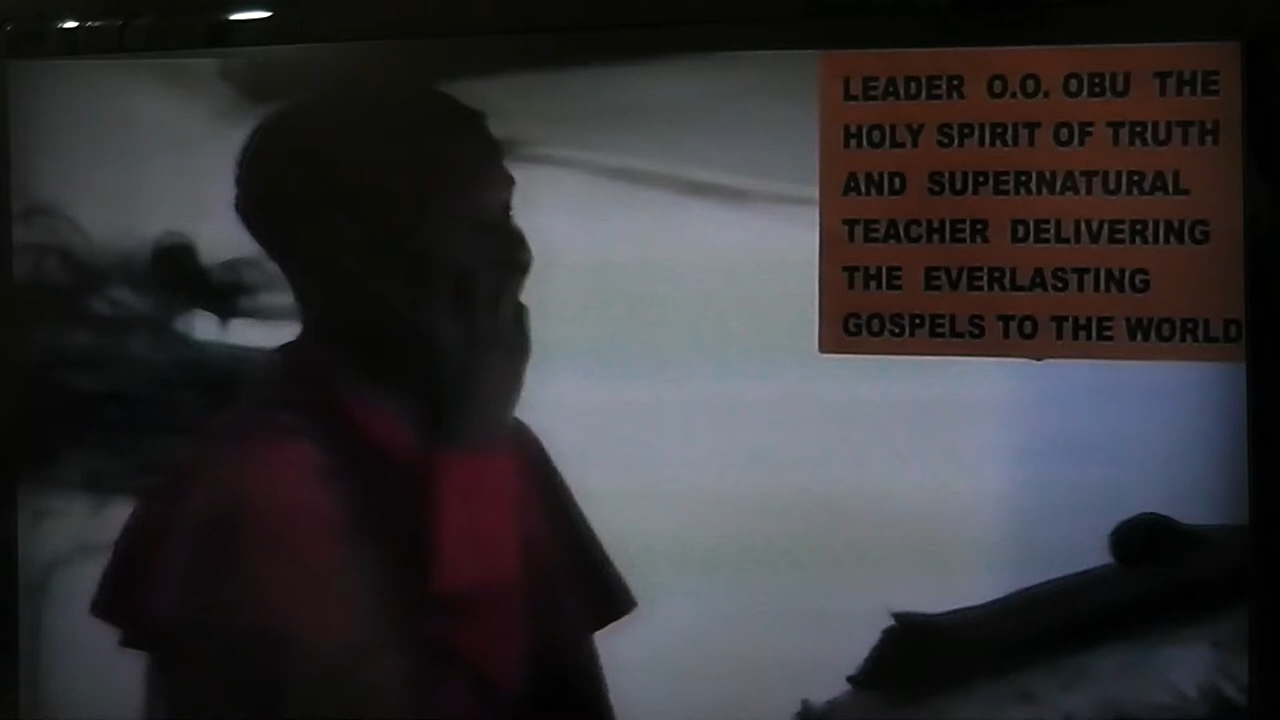 LEADER O.O. OBU THE
HOLY SPIRIT OF TRUTH
AND SUPERNATURAL
TEACHER DELIVERING
THE EVERLASTING
GOSPELS TO THE WORLD